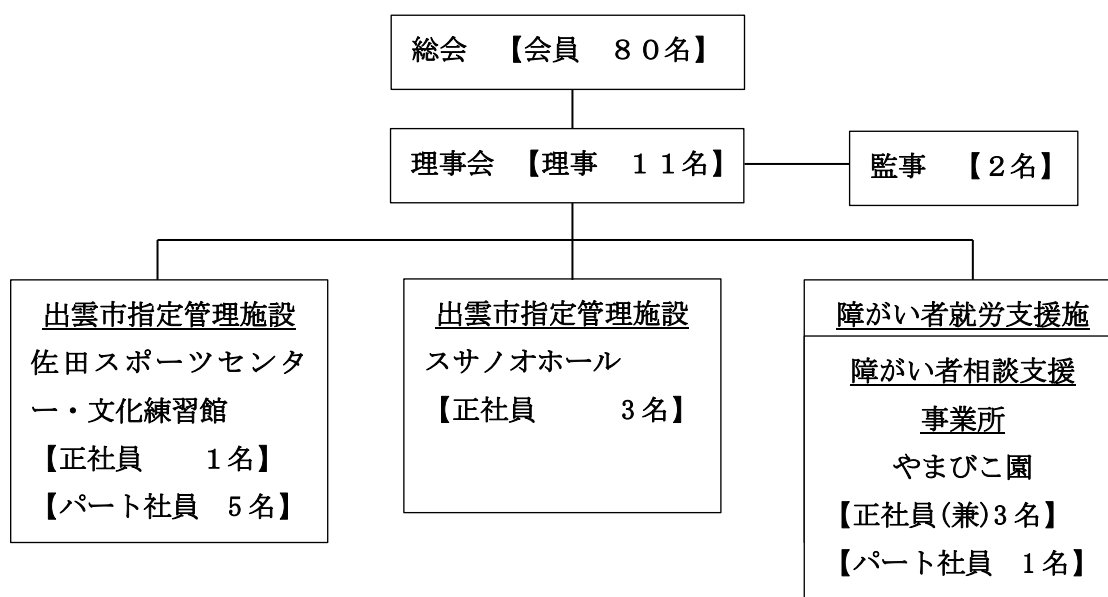 総会　【会員　８０名】
理事会　【理事　１１名】
監事　【２名】
出雲市指定管理施設
佐田スポーツセンタ
ー・文化練習館
【正社員　　１名】
【パート社員　５名】
出雲市指定管理施設
スサノオホール
【正社員　　　３名】
障がい者就労支援施
障がい者相談支援
事業所
やまびこ園
【正社員(兼)３名】
【パート社員　１名】